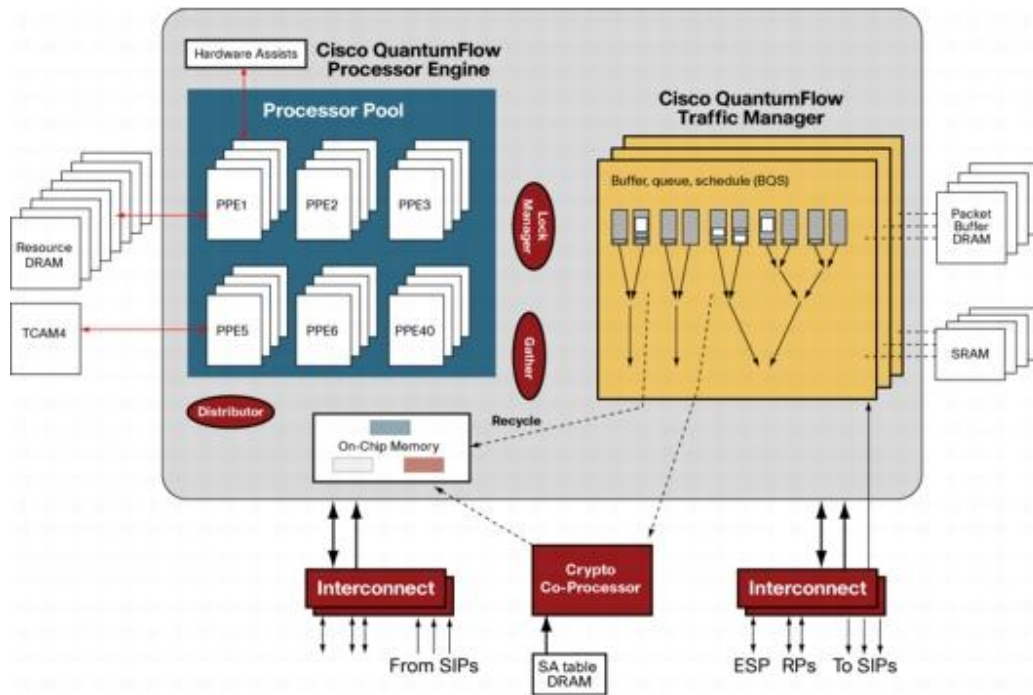 Hardware Assists
Cisco QuantumFlow
Processor Engine
Processor Pool
PPE1
PPE2
PPE3
PPE5
PPE6
PPE40
Resource
DRAM
TCAM4
Distributor
Lock
Manager
Gather
On-Chip Memory
Recycle
Cisco QuantumFlow
Traffic Manager
Buffer, queue, schedule (BQS)
Packet
Buffer
DRAM
SRAM
Interconnect
From SIPs
Crypto
Co-Processor
SA table
DRAM
Interconnect
ESP RPs To SIPs